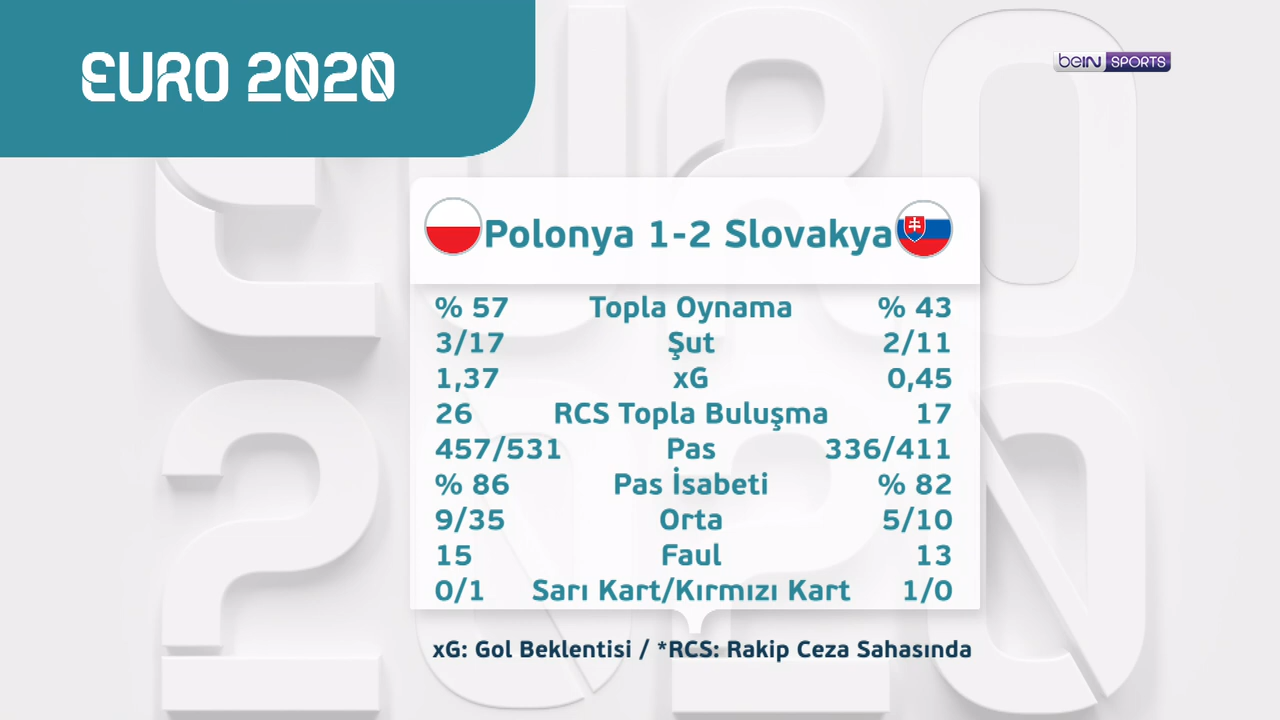 EURO 2020
beIN SPORTS
Polonya 1-2 Slovakya
% 57 Topla Oynama % 43
3/17 Şut 2/11
1,37 xG 0,45
26 RCS Topla Buluşma 17
457/531 Pas 336/411
% 86 Pas İsabeti % 82
9/35 Orta 5/10
15 Faul 13
0/1 Sarı Kart/Kırmızı Kart 1/0
xG: Gol Beklentisi / *RCS: Rakip Ceza Sahasında